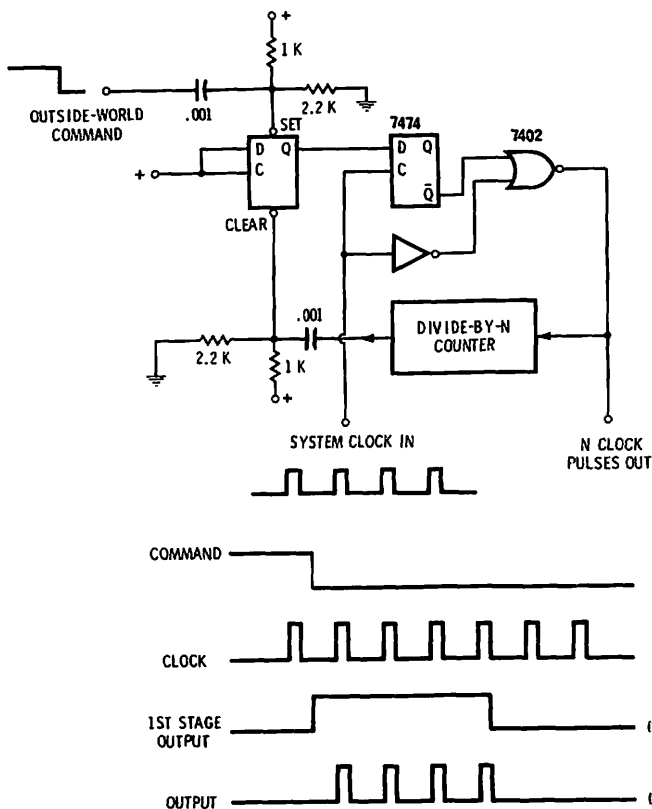 +
1 K
2.2 K
.001
OUTSIDE-WORLD
COMMAND
SET
7474
7402
D Q
C
+
D Q
C
Q̅
CLEAR
.001
2.2 K
1 K
+
DIVIDE-BY-N
COUNTER
SYSTEM CLOCK IN
N CLOCK
PULSES OUT
COMMAND
CLOCK
1ST STAGE
OUTPUT
OUTPUT